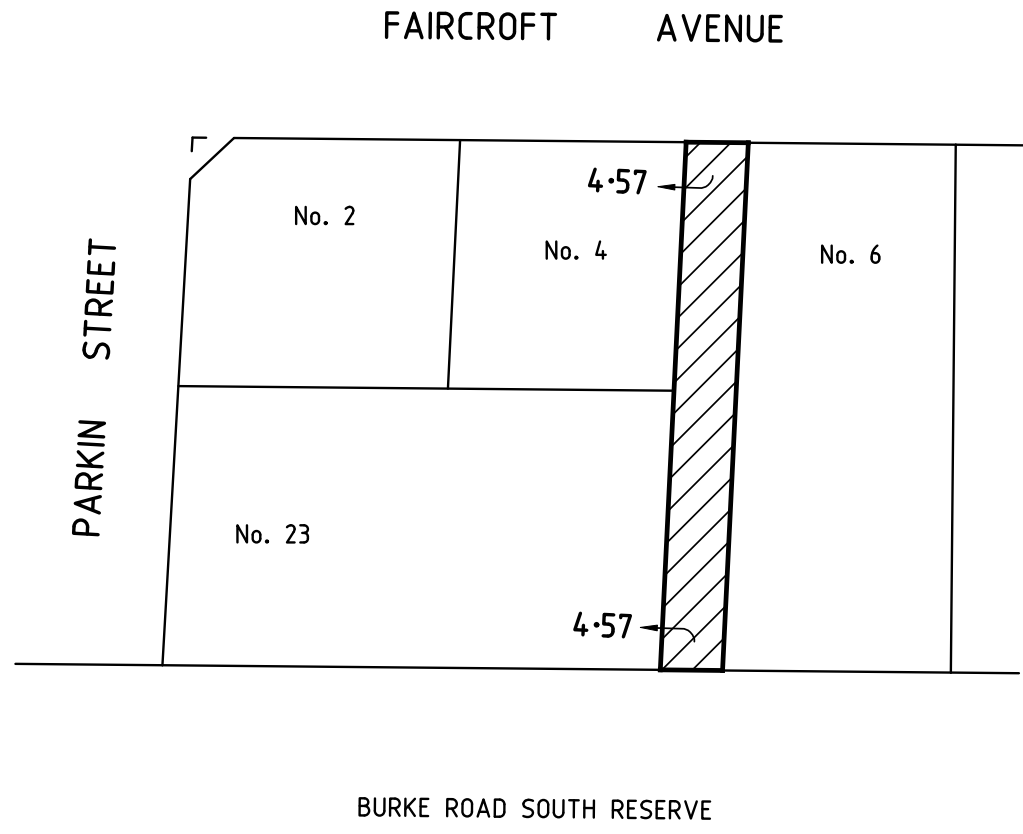 FAIRCROFT AVENUE
4·57
No. 2
No. 4
No. 6
PARKIN STREET
No. 23
4·57
BURKE ROAD SOUTH RESERVE